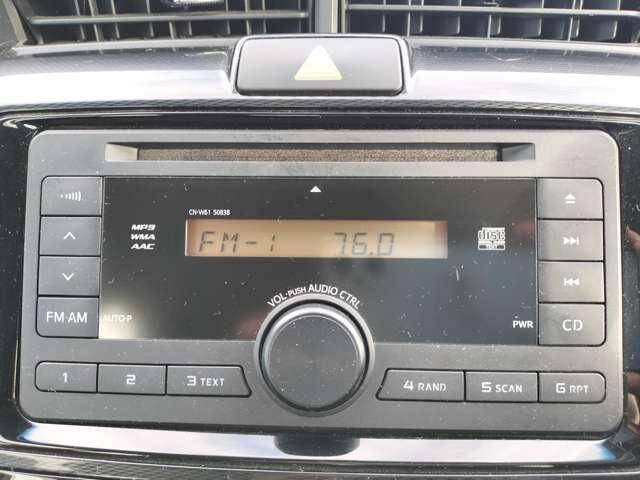 CN-W61 50838
MP3
WMA
AAC
FM-1 76.0
VOL-PUSH AUDIO CTRL
FM·AM
AUTO-P
PWR
CD
1
2
3 TEXT
4 RAND
5 SCAN
6 RPT